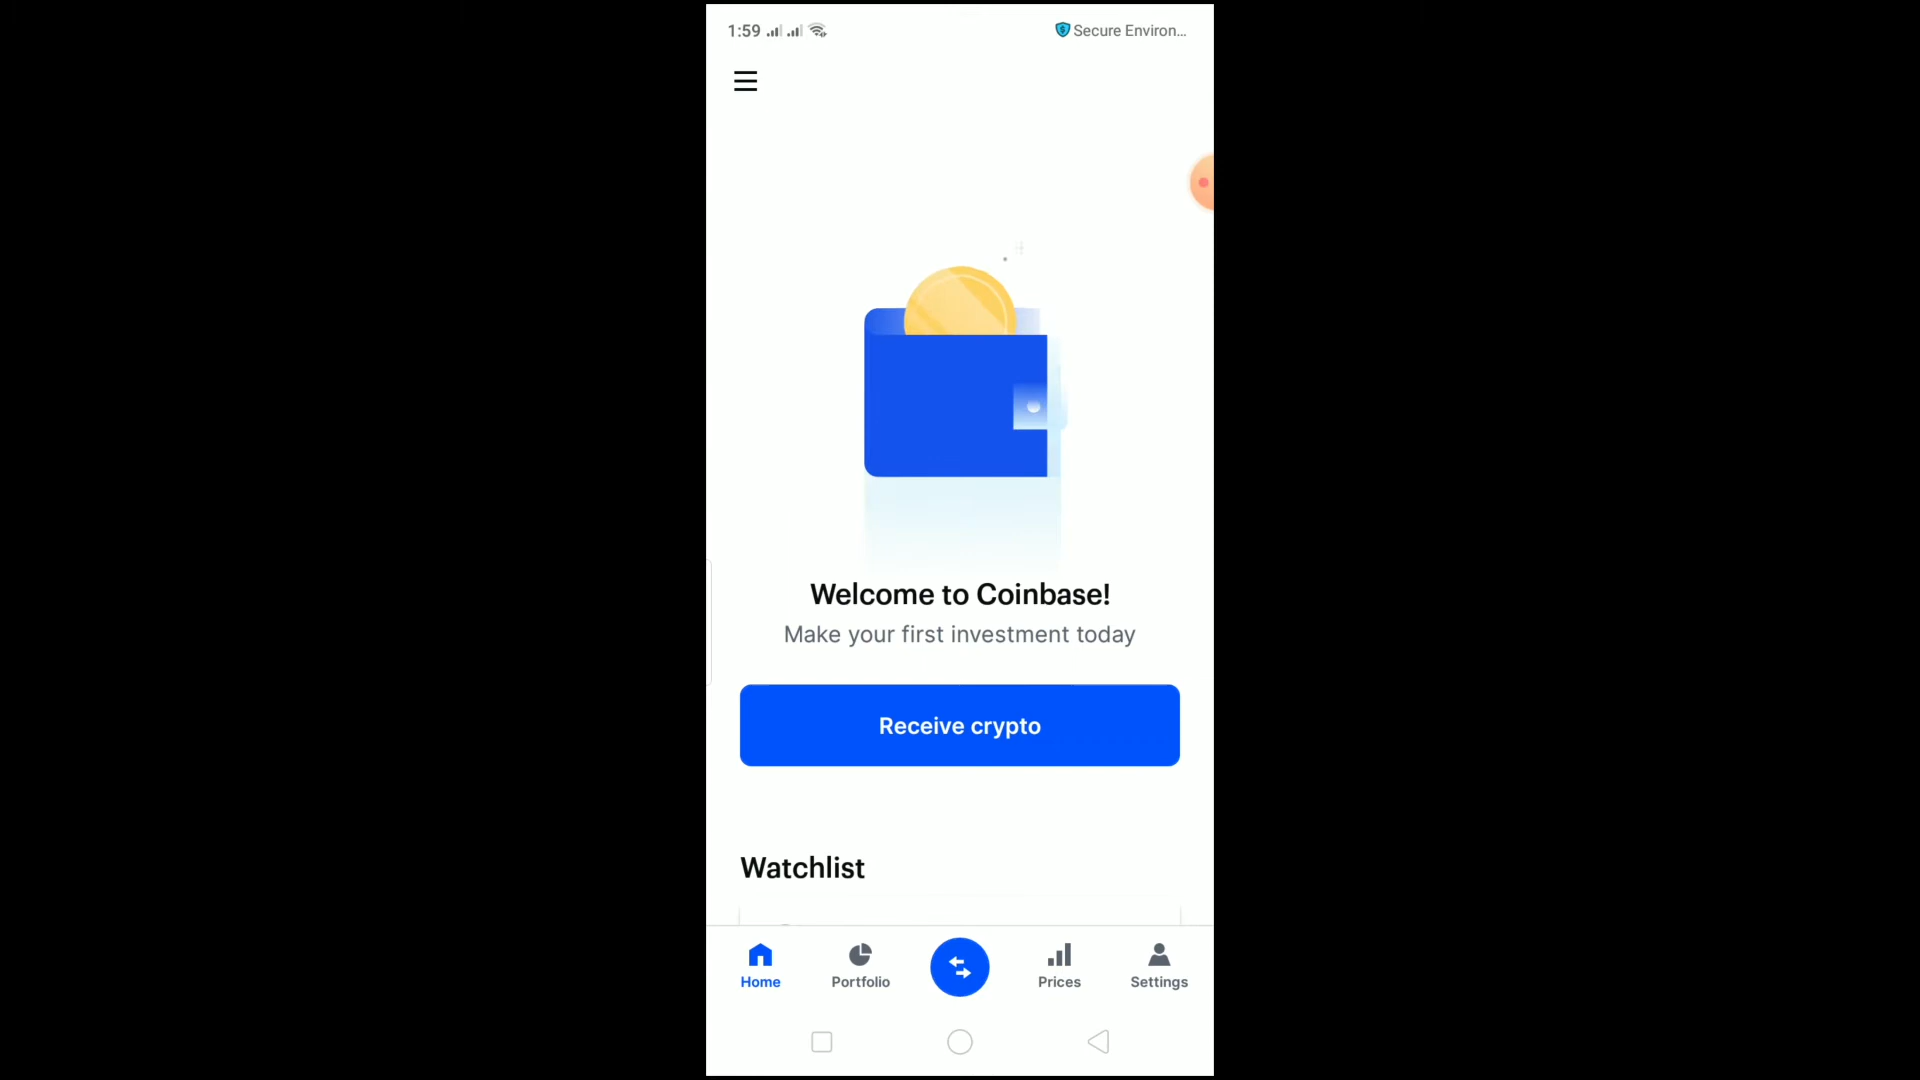 1:59
Secure Environ...
Welcome to Coinbase!
Make your first investment today
Receive crypto
Watchlist
Home
Portfolio
Prices
Settings